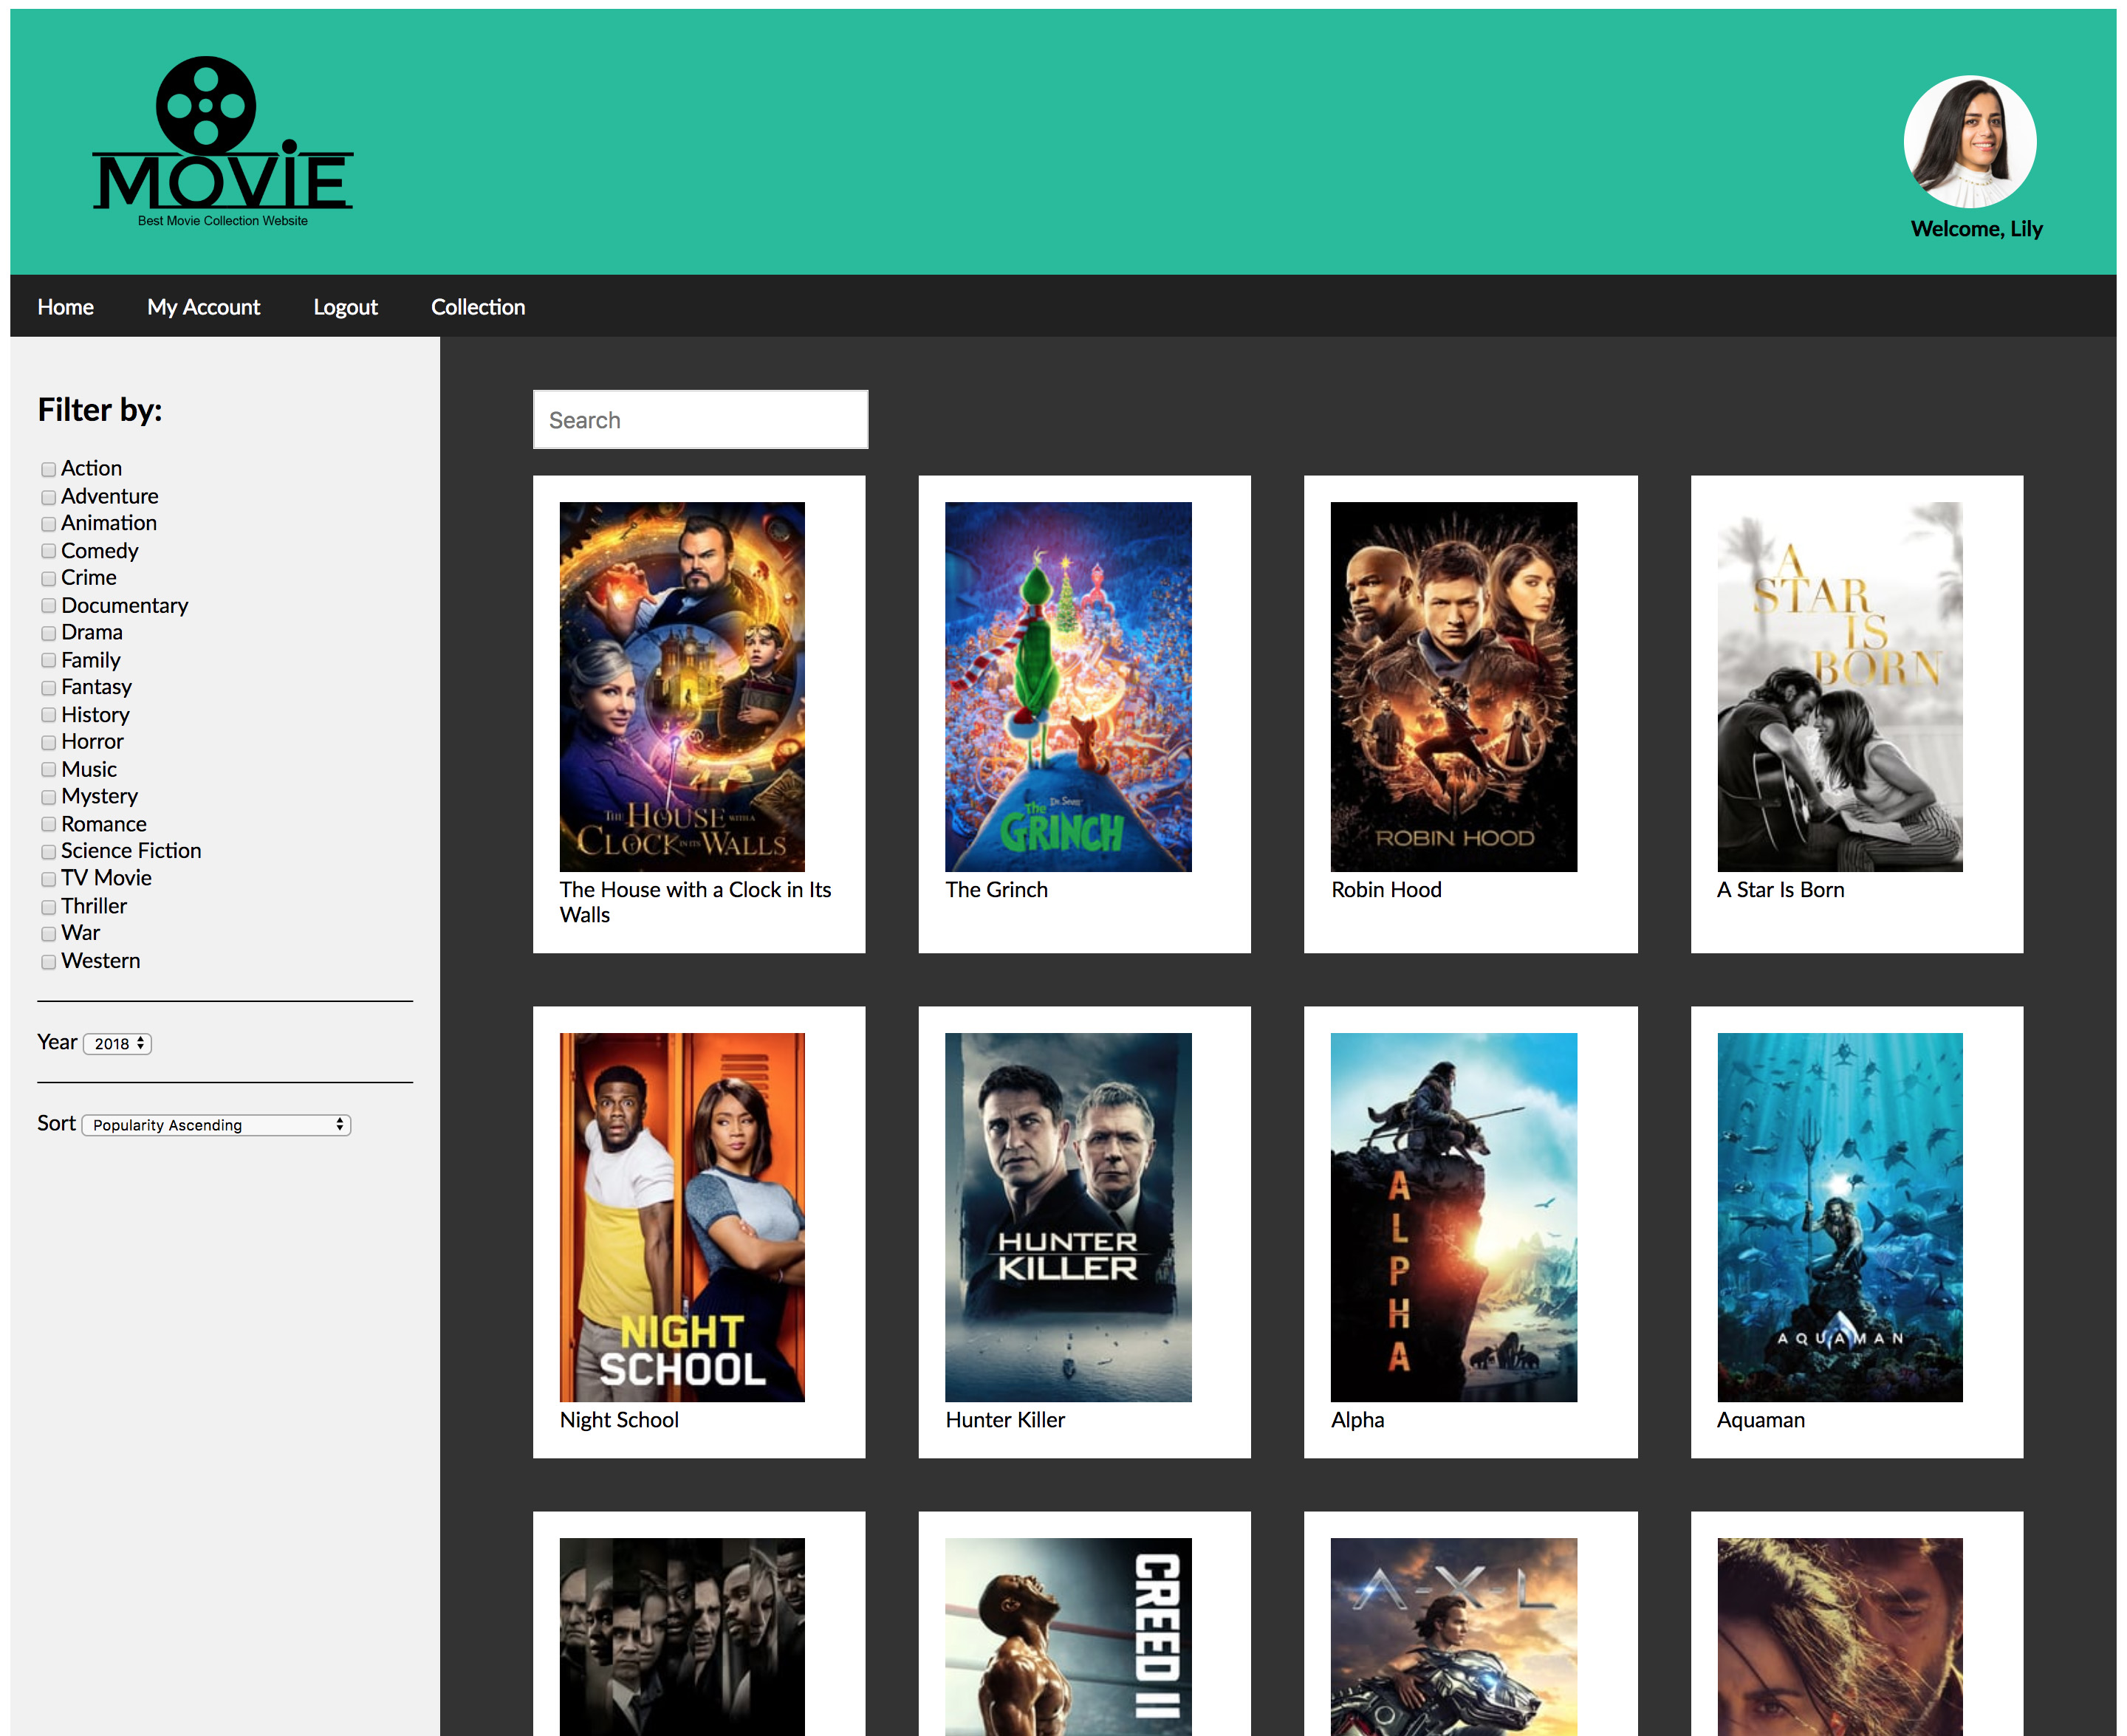 MOViE
Best Movie Collection Website
Welcome, Lily
Home My Account Logout Collection
Filter by:
Action
Adventure
Animation
Comedy
Crime
Documentary
Drama
Family
Fantasy
History
Horror
Music
Mystery
Romance
Science Fiction
TV Movie
Thriller
War
Western
Year 2018
Sort Popularity Ascending
Search
THE HOUSE WITH A
CLOCK IN ITS WALLS
The House with a Clock in Its
Walls
Dr. Seuss'
The
GRINCH
The Grinch
ROBIN HOOD
Robin Hood
A
STAR
IS
BORN
A Star Is Born
NIGHT
SCHOOL
Night School
HUNTER
KILLER
Hunter Killer
ALPHA
Alpha
AQUAMAN
Aquaman
CREED II
A-X-L